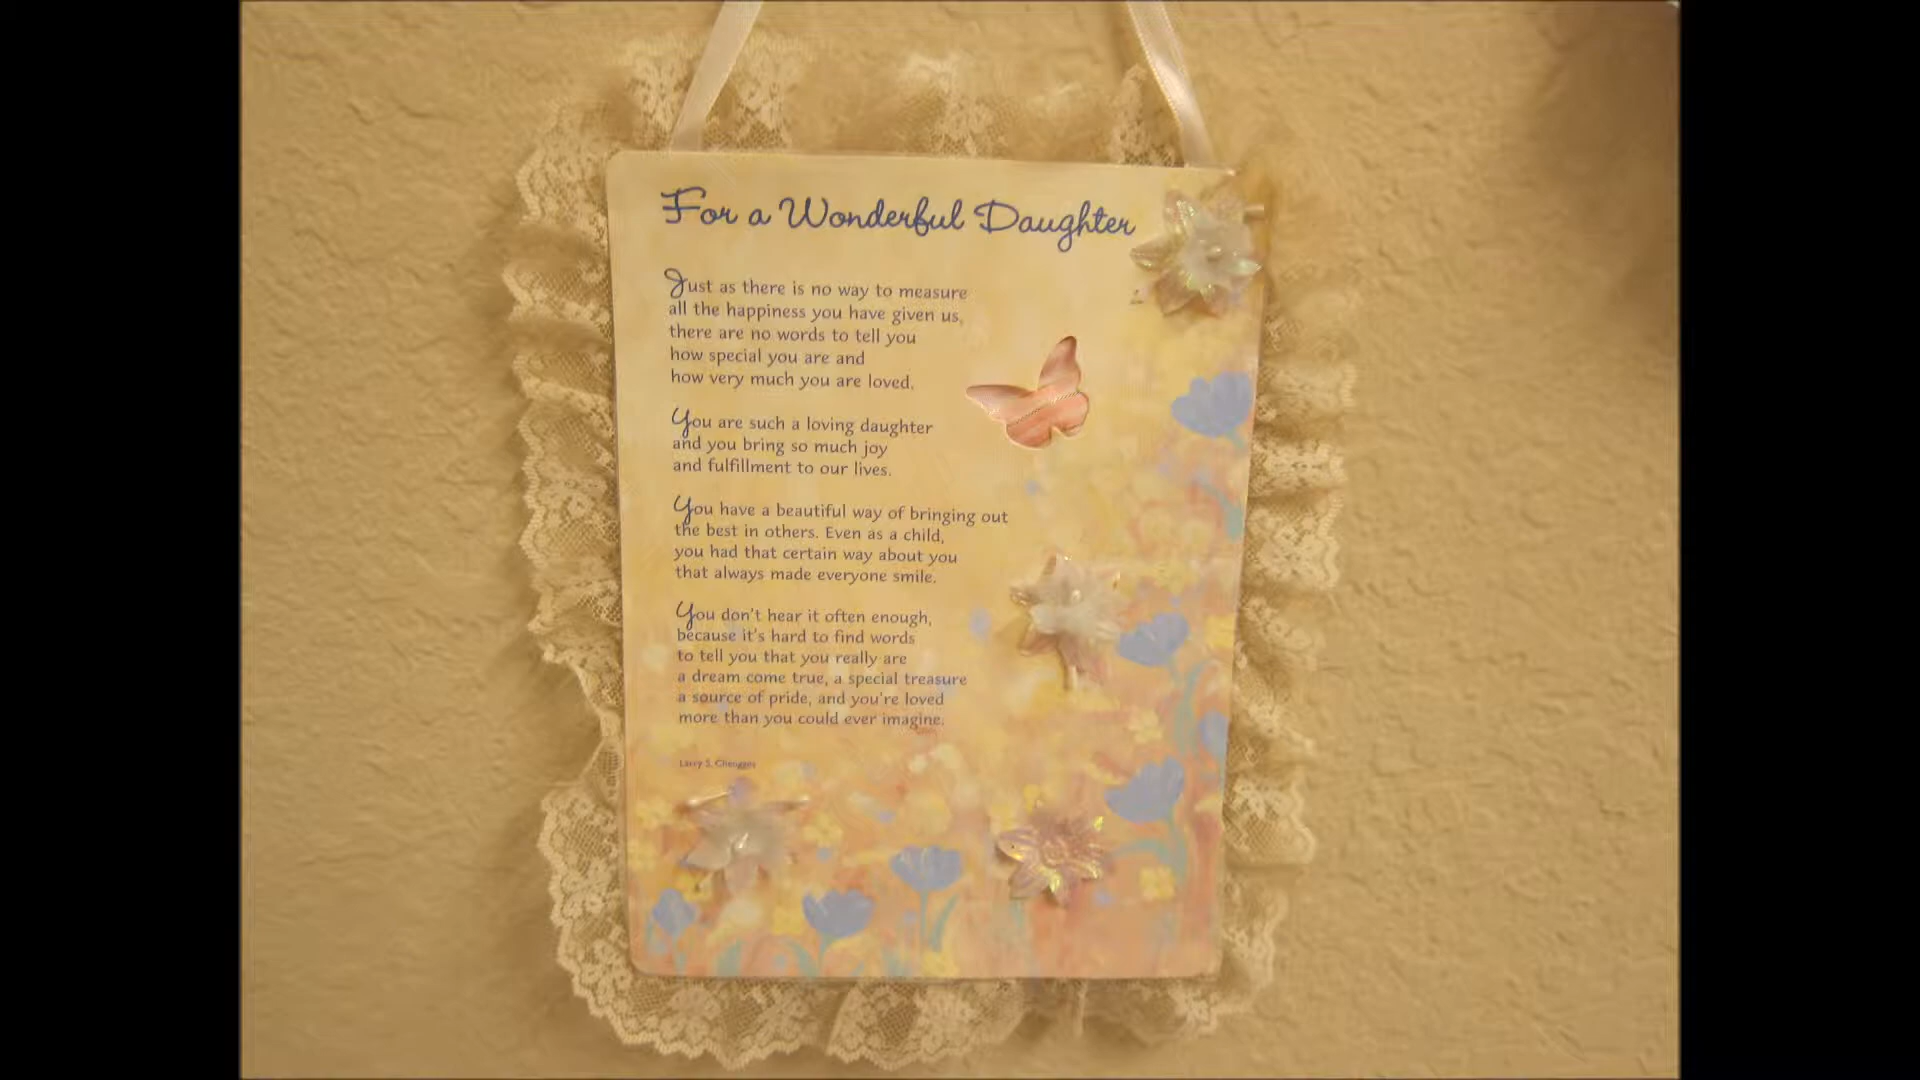 For a Wonderful Daughter
Just as there is no way to measure
all the happiness you have given us,
there are no words to tell you
how special you are and
how very much you are loved.
You are such a loving daughter
and you bring so much joy
and fulfillment to our lives.
You have a beautiful way of bringing out
the best in others. Even as a child,
you had that certain way about you
that always made everyone smile.
You don't hear it often enough,
because it's hard to find words
to tell you that you really are
a dream come true, a special treasure
a source of pride, and you're loved
more than you could ever imagine.
Larry S. Chengges